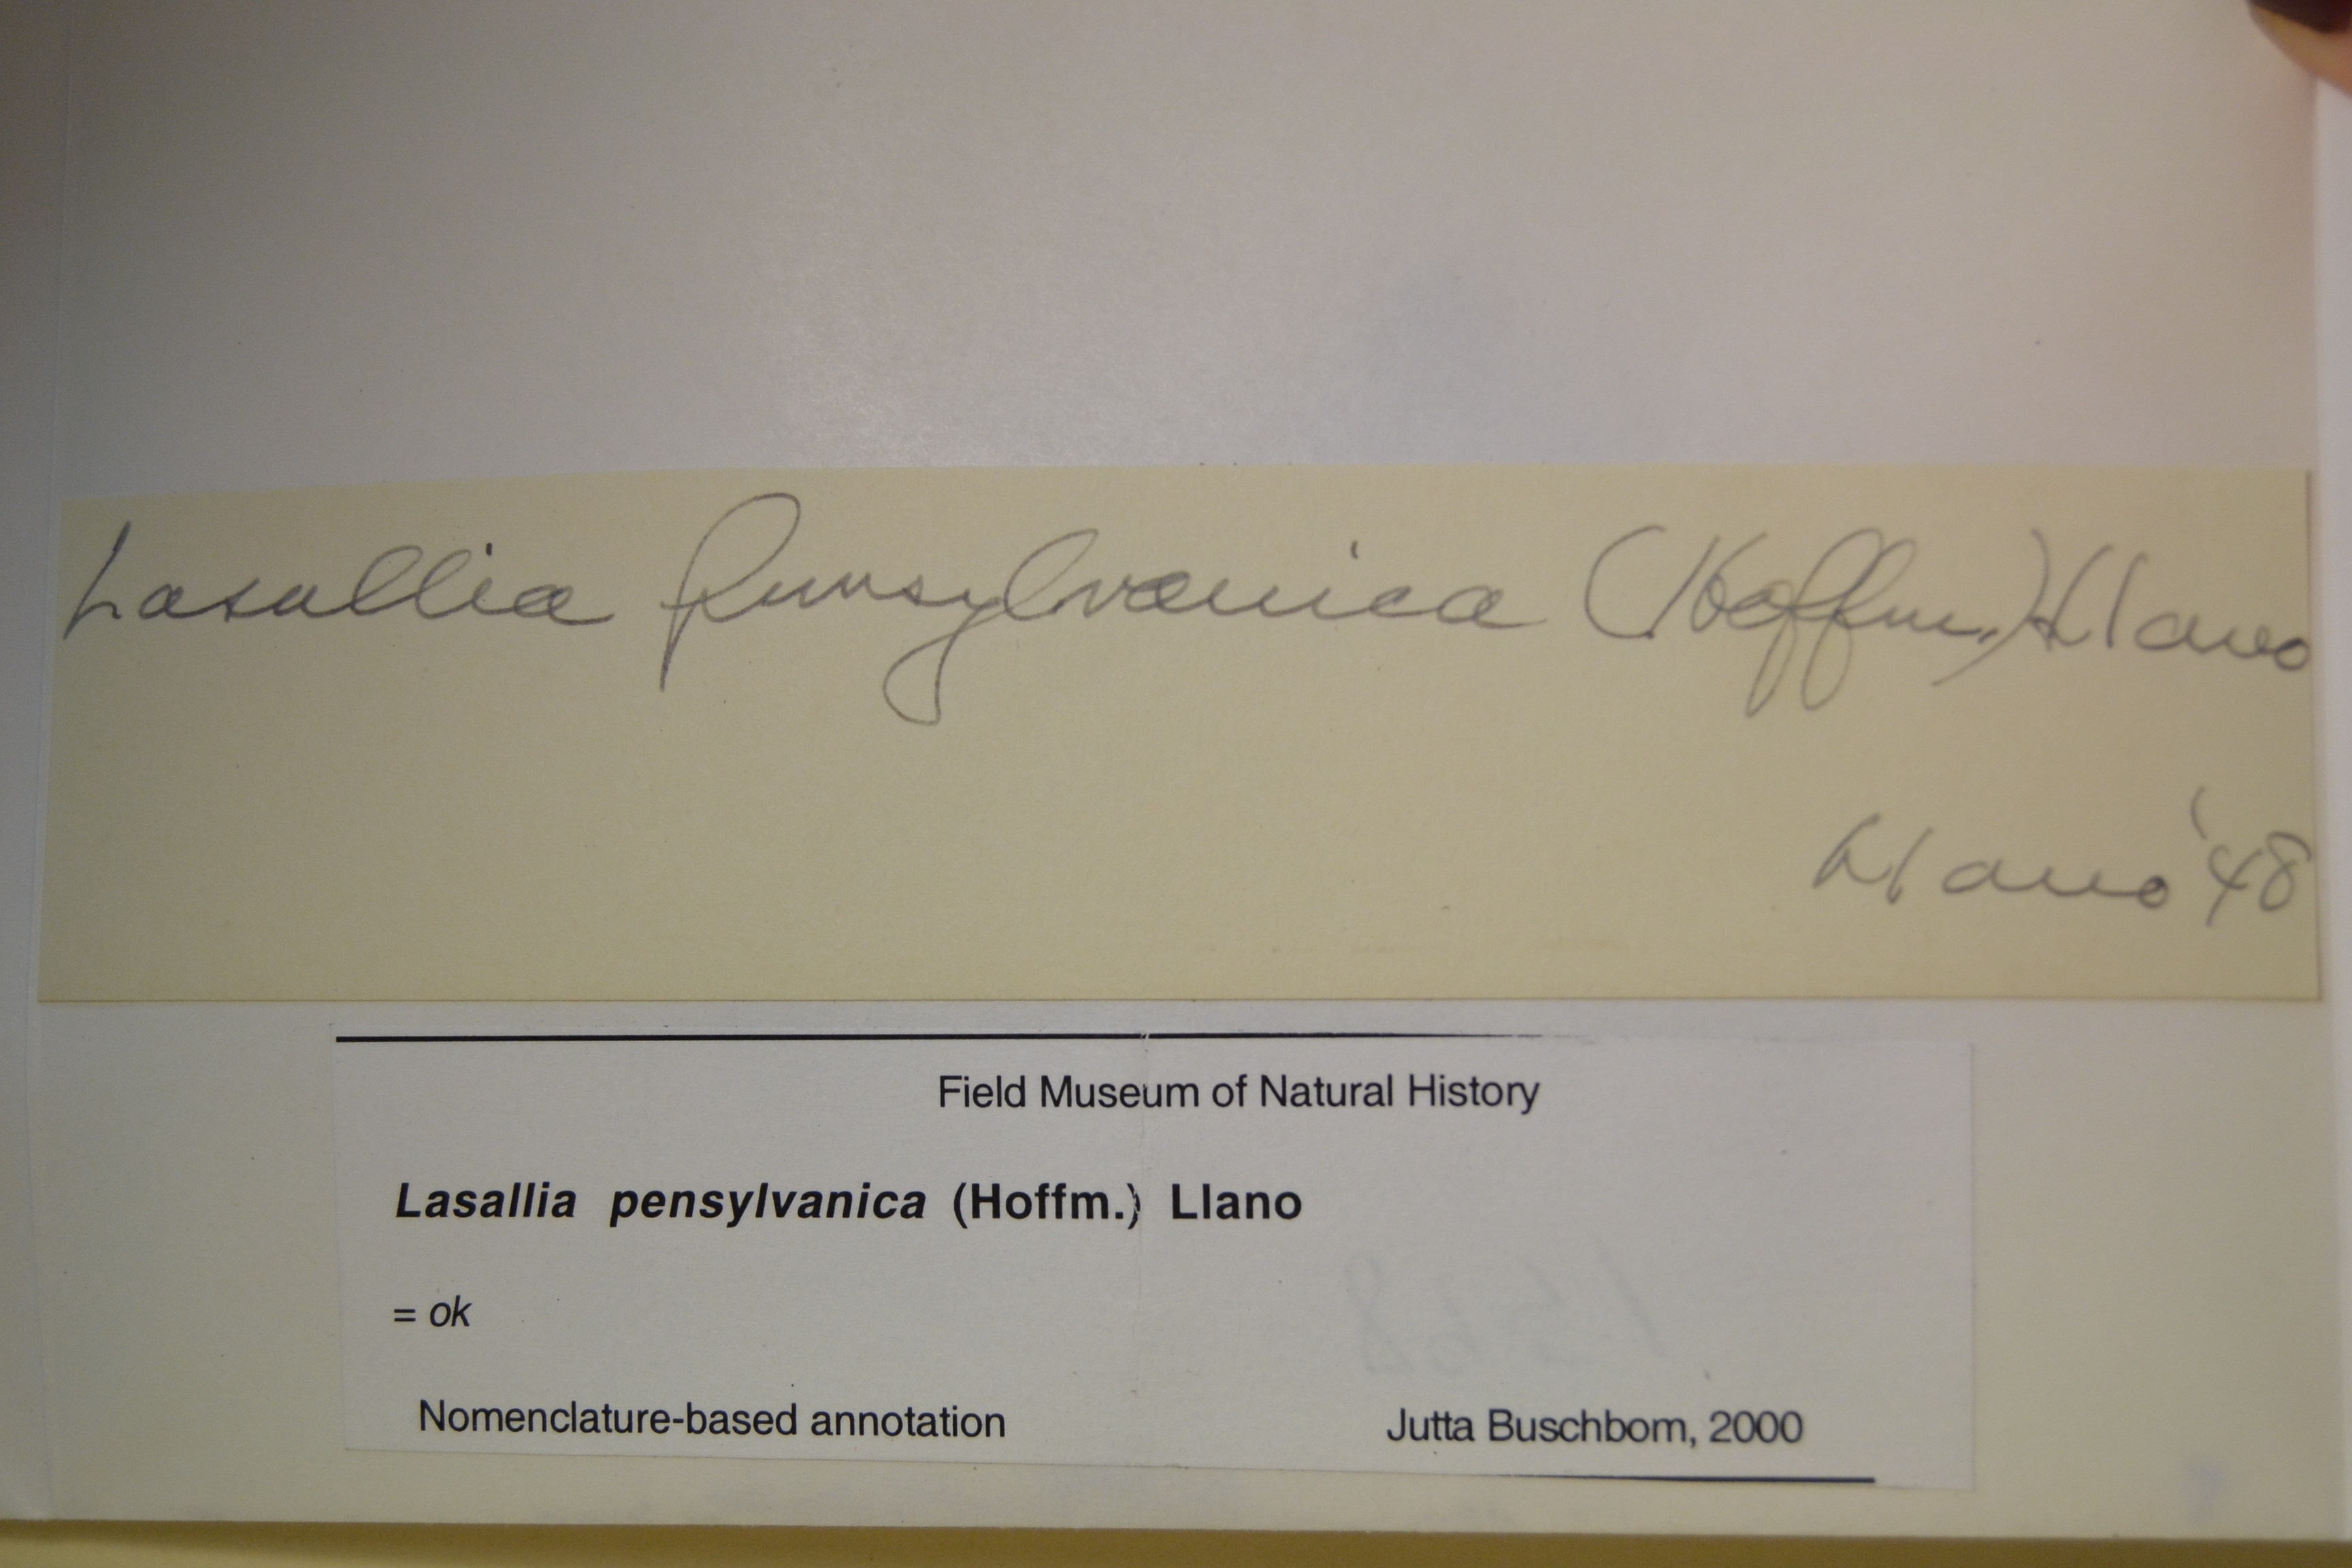 Lasallia pensylvanica (Hoffm.) Llano
Llano '48
Field Museum of Natural History
Lasallia pensylvanica (Hoffm.) Llano
= ok
Nomenclature-based annotation
Jutta Buschbom, 2000